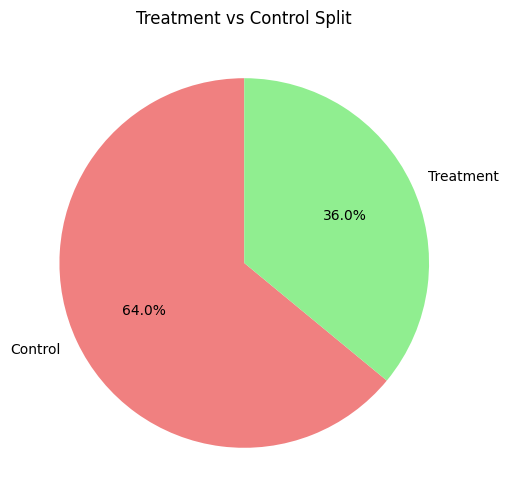 Treatment vs Control Split
Treatment
36.0%
64.0%
Control